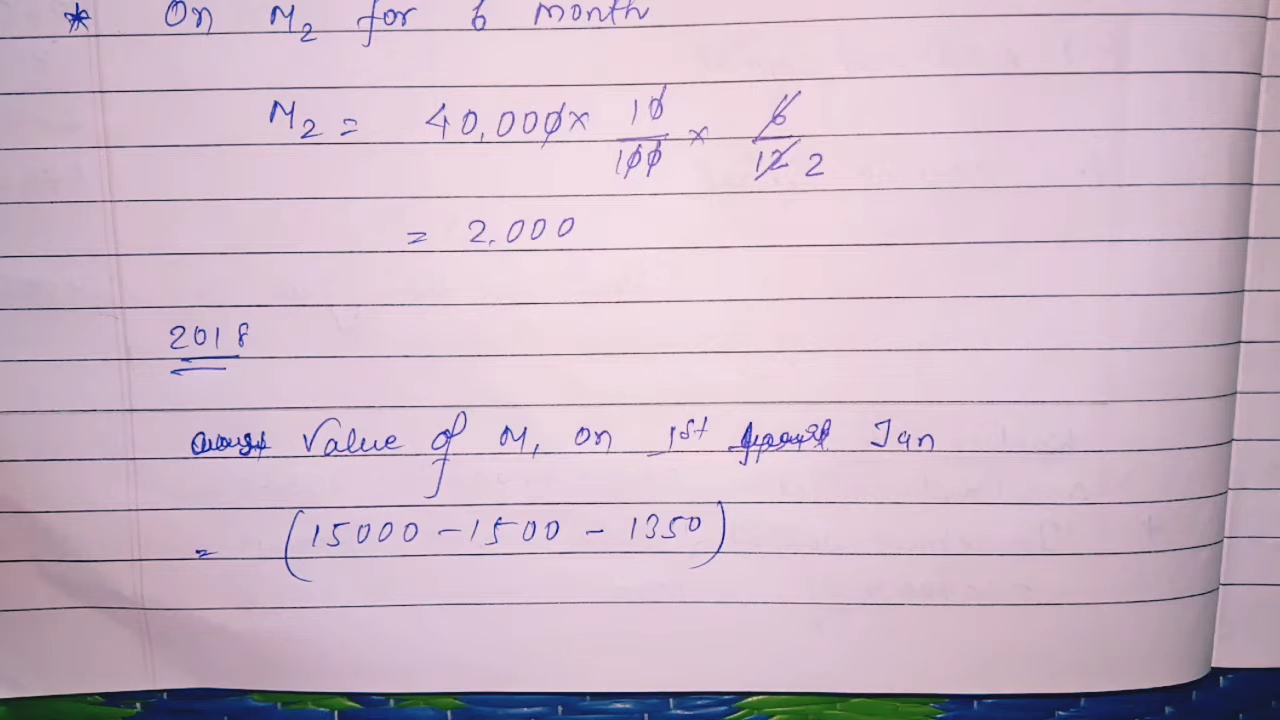 * On M2 for 6 month
M2 = 40,000 x 10/100 x 6/12 2
= 2,000
2018
Value of M1 on 1st Jan
= (15000 - 1500 - 1350)